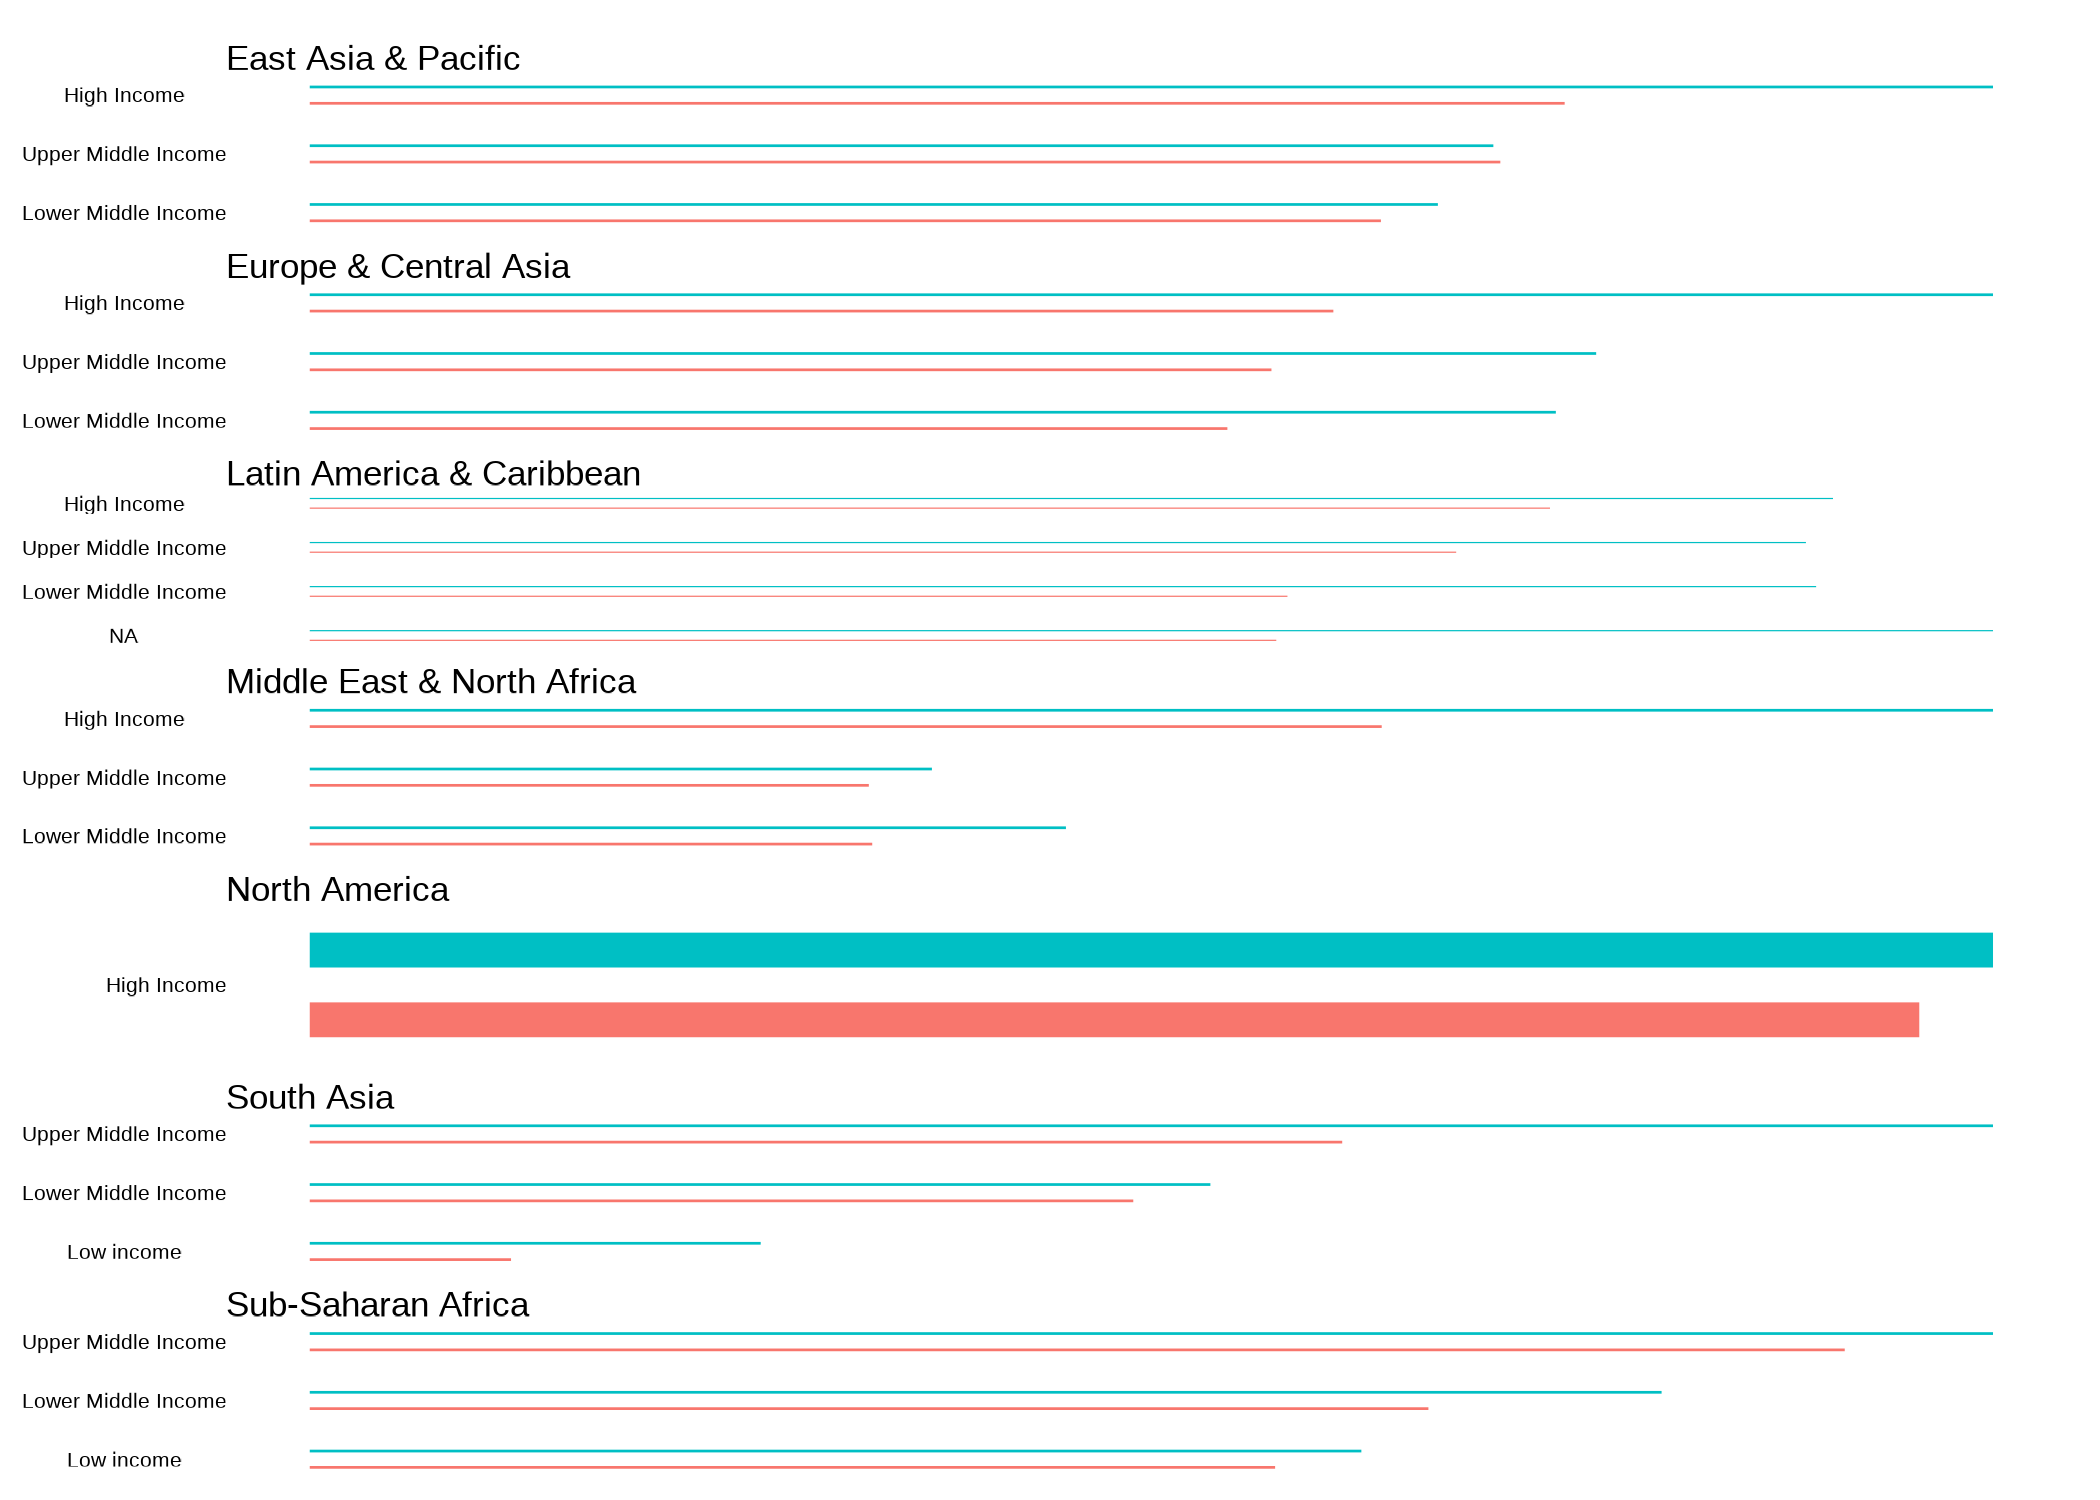 East Asia & Pacific
High Income
Upper Middle Income
Lower Middle Income
Europe & Central Asia
High Income
Upper Middle Income
Lower Middle Income
Latin America & Caribbean
High Income
Upper Middle Income
Lower Middle Income
NA
Middle East & North Africa
High Income
Upper Middle Income
Lower Middle Income
North America
High Income
South Asia
Upper Middle Income
Lower Middle Income
Low income
Sub-Saharan Africa
Upper Middle Income
Lower Middle Income
Low income